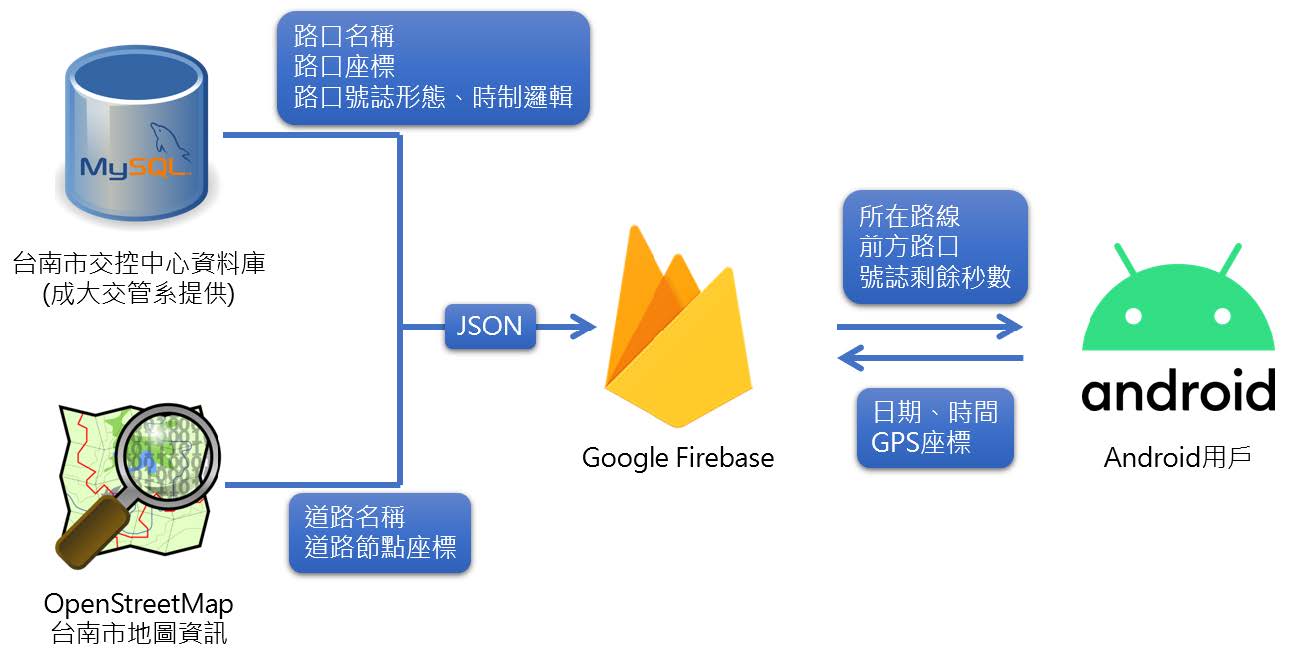 路口名稱
路口座標
路口號誌形態、時制邏輯
MySQL
台南市交控中心資料庫
(成大交管系提供)
JSON
道路名稱
道路節點座標
OpenStreetMap
台南市地圖資訊
Google Firebase
所在路線
前方路口
號誌剩餘秒數
日期、時間
GPS座標
android
Android用戶